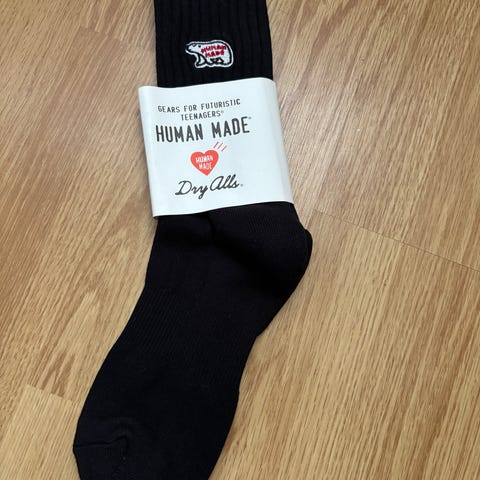 HUMAN
MADE
GEARS FOR FUTURISTIC
TEENAGERS®
HUMAN MADE®
HUMAN
MADE
Dry Alls®